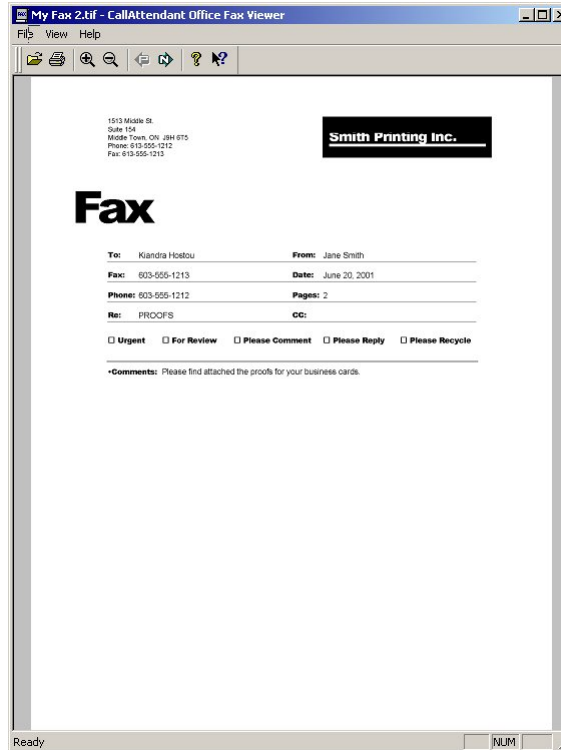 My Fax 2.tif - CallAttendant Office Fax Viewer
File View Help
1513 Middle St.
Suite 154
Middle Town, ON J9H 6T5
Phone: 613-555-1212
Fax: 613-555-1213
Smith Printing Inc.
Fax
To: Kiandra Hostou From: Jane Smith
Fax: 603-555-1213 Date: June 20, 2001
Phone: 603-555-1212 Pages: 2
Re: PROOFS CC:
☐ Urgent ☐ For Review ☐ Please Comment ☐ Please Reply ☐ Please Recycle
•Comments: Please find attached the proofs for your business cards.
Ready NUM